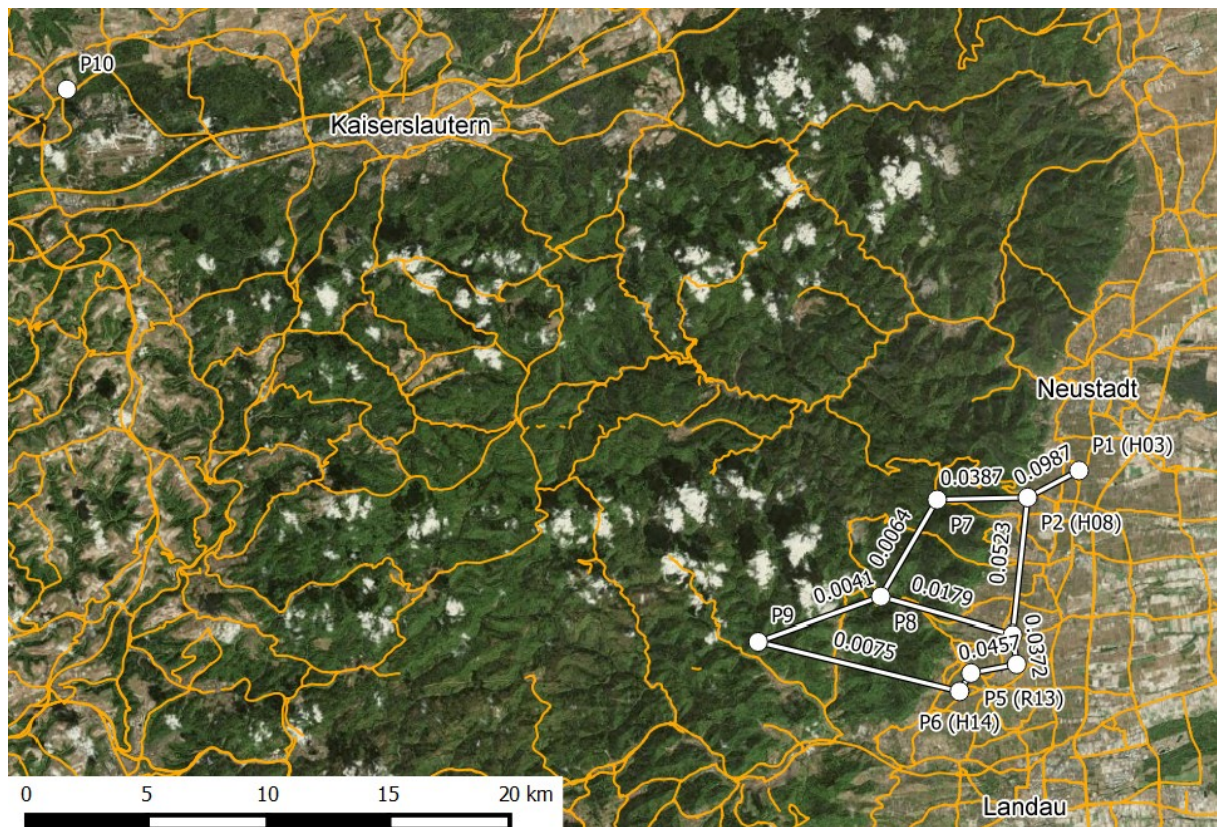 P10
Kaiserslautern
Neustadt
P1 (H03)
0.0987
0.0387
P7
P2 (H08)
0.0064
0.0523
0.0041
0.0179
P8
P9
0.0075
0.0457
0.0372
P5 (R13)
P6 (H14)
0 5 10 15 20 km
Landau